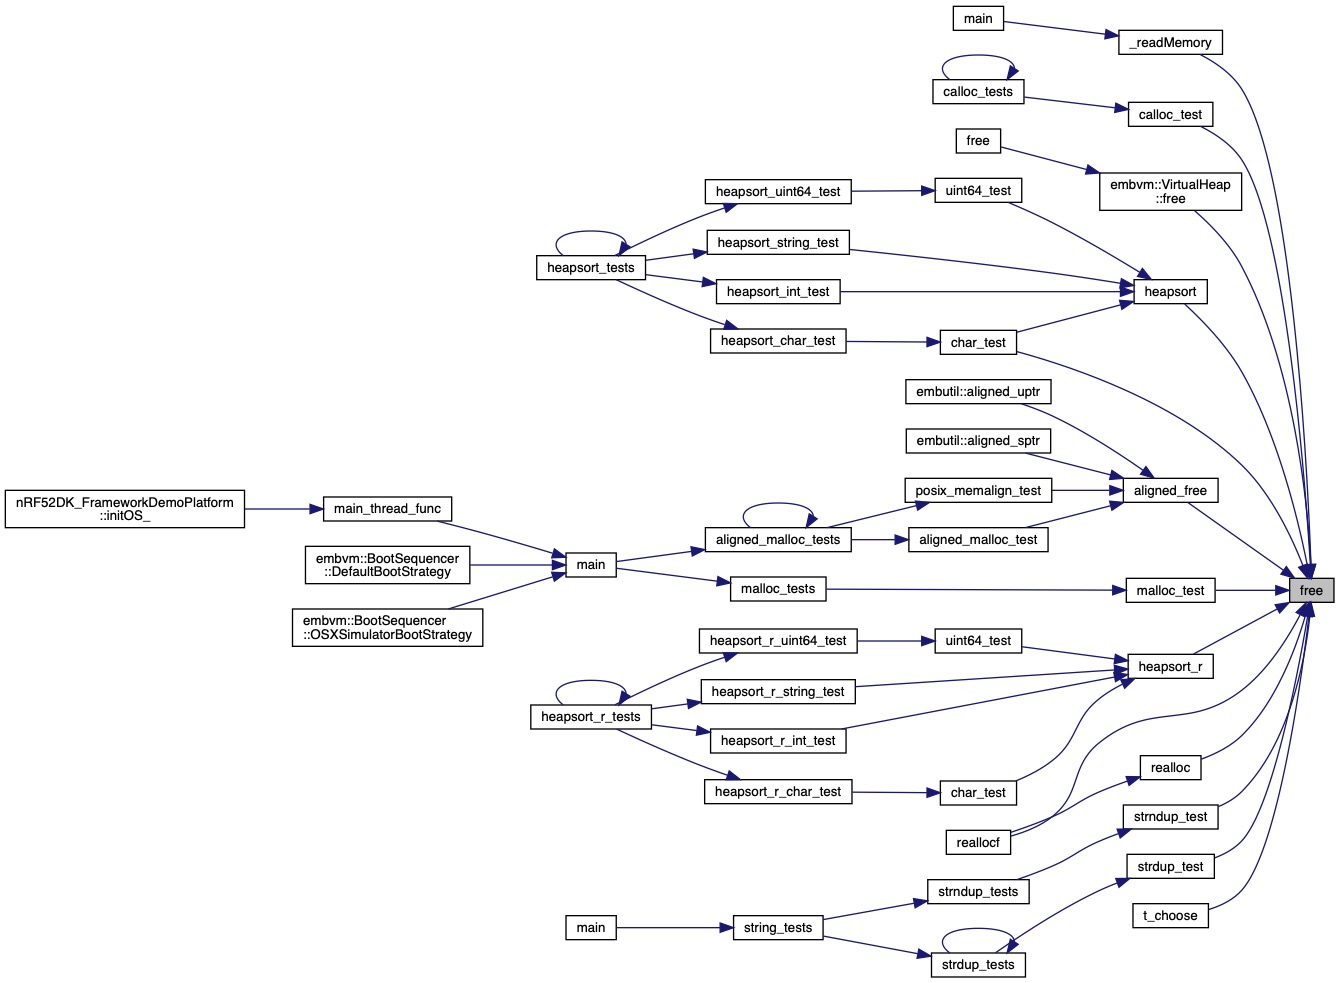 main
_readMemory
calloc_tests
calloc_test
free
embvm::VirtualHeap
::free
heapsort_uint64_test
uint64_test
heapsort_string_test
heapsort_tests
heapsort_int_test
heapsort
heapsort_char_test
char_test
embutil::aligned_uptr
embutil::aligned_sptr
nRF52DK_FrameworkDemoPlatform
::initOS_
main_thread_func
posix_memalign_test
aligned_free
aligned_malloc_tests
aligned_malloc_test
embvm::BootSequencer
::DefaultBootStrategy
main
malloc_tests
malloc_test
free
embvm::BootSequencer
::OSXSimulatorBootStrategy
heapsort_r_uint64_test
uint64_test
heapsort_r
heapsort_r_string_test
heapsort_r_tests
heapsort_r_int_test
realloc
heapsort_r_char_test
char_test
strndup_test
reallocf
strdup_test
strndup_tests
t_choose
main
string_tests
strdup_tests